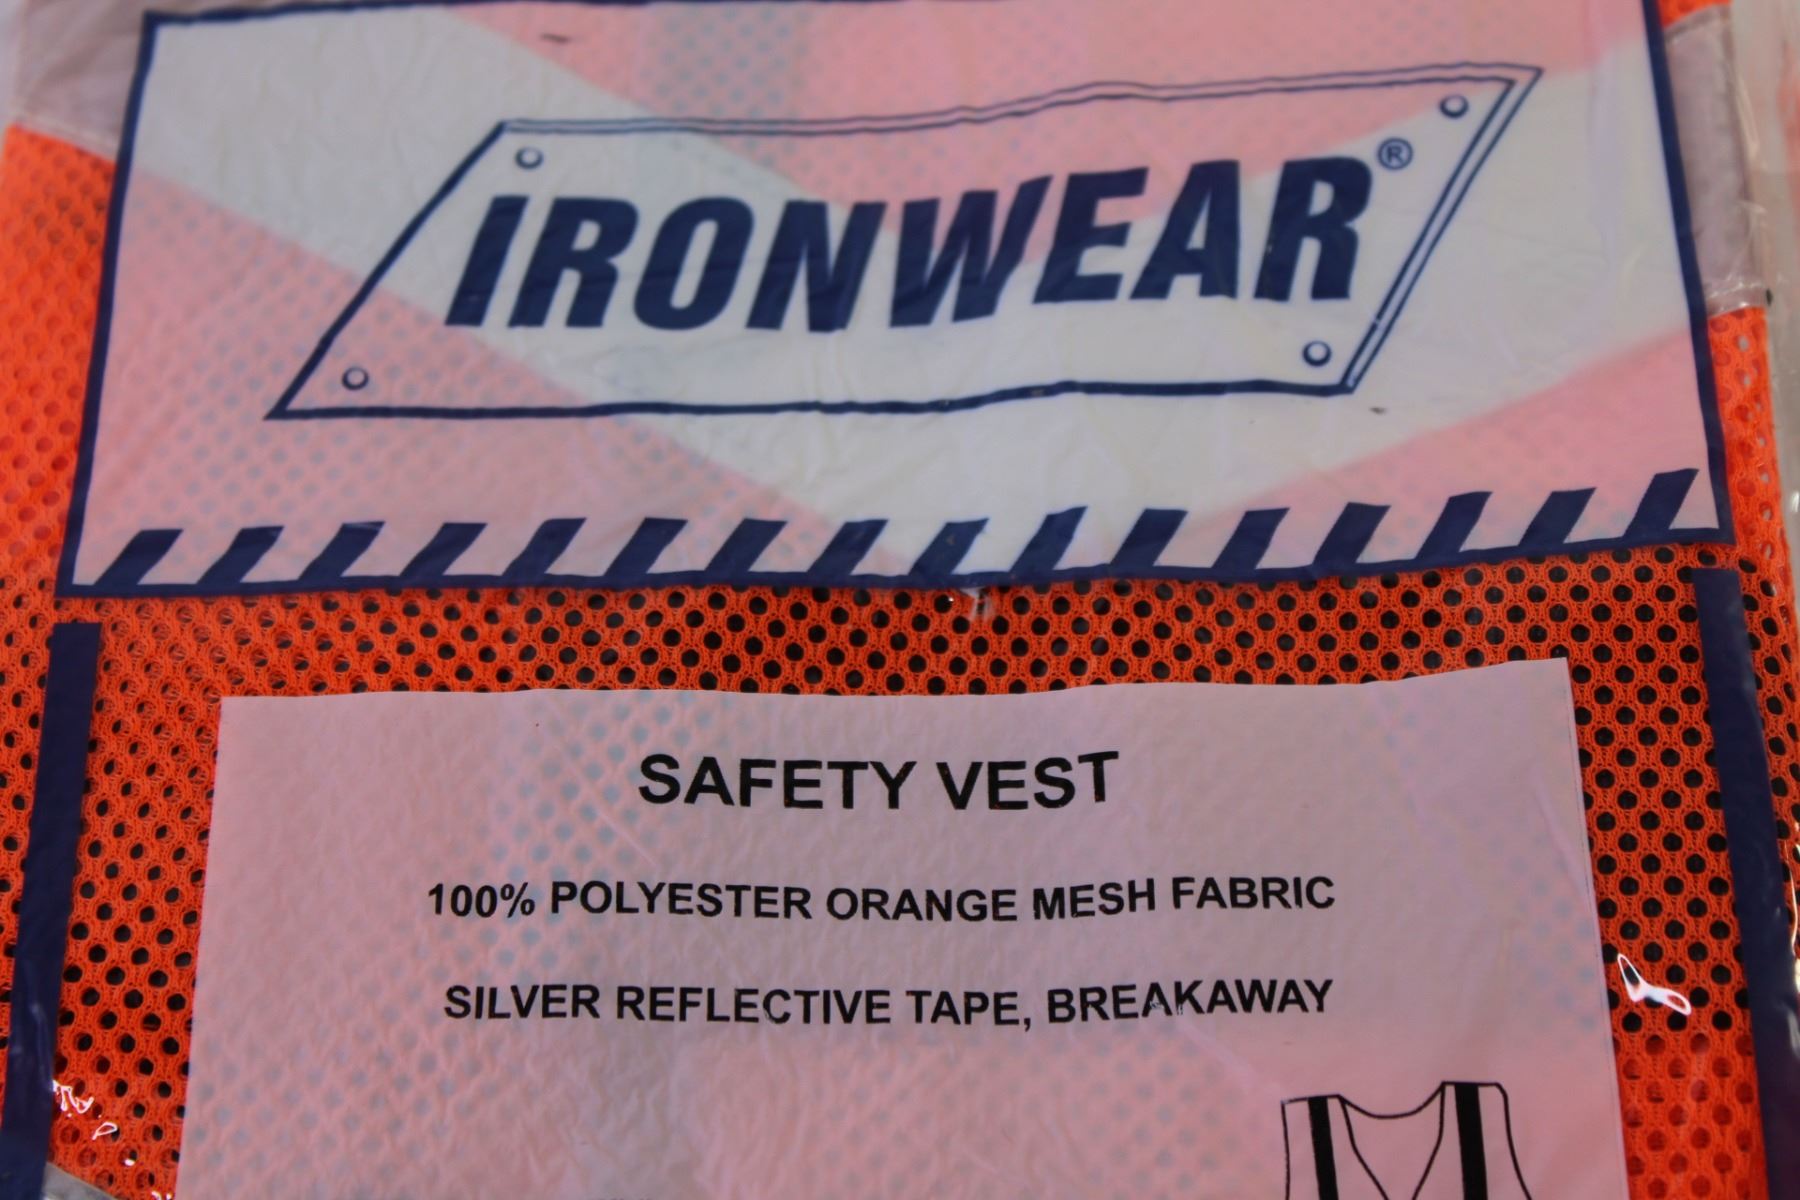 IRONWEAR®
SAFETY VEST
100% POLYESTER ORANGE MESH FABRIC
SILVER REFLECTIVE TAPE, BREAKAWAY